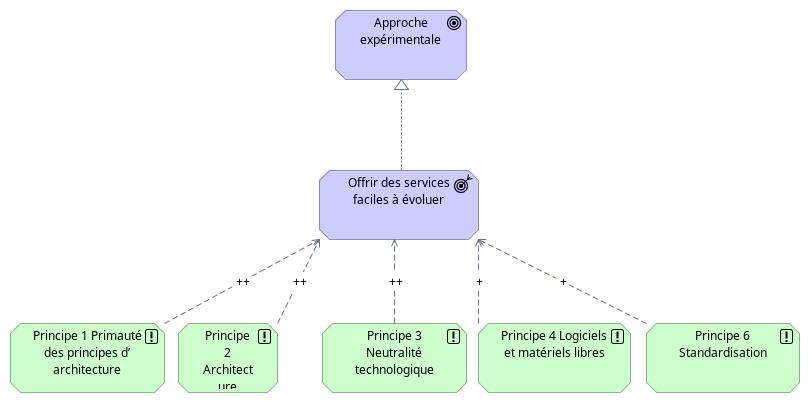 Approche
expérimentale
Offrir des services
faciles à évoluer
++
++
++
+
+
Principe 1 Primauté
des principes d’
architecture
Principe
2
Architect
ure
Principe 3
Neutralité
technologique
Principe 4 Logiciels
et matériels libres
Principe 6
Standardisation